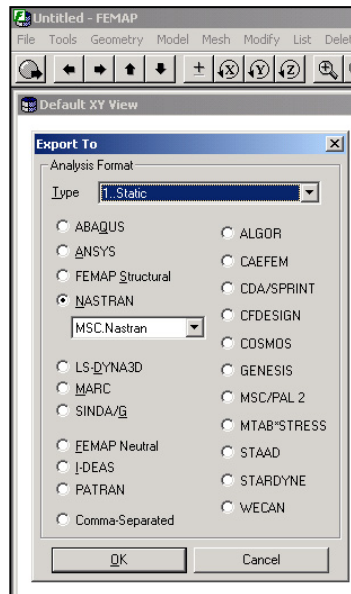 Untitled - FEMAP
File Tools Geometry Model Mesh Modify List
± X Y Z
Default XY View
Export To
Analysis Format
Type 1..Static
ABAQUS
ANSYS
FEMAP Structural
NASTRAN
MSC.Nastran
LS-DYNA3D
MARC
SINDA/G
FEMAP Neutral
I-DEAS
PATRAN
Comma-Separated
ALGOR
CAEFEM
CDA/SPRINT
CFDESIGN
COSMOS
GENESIS
MSC/PAL 2
MTAB*STRESS
STAAD
STARDYNE
WECAN
OK Cancel